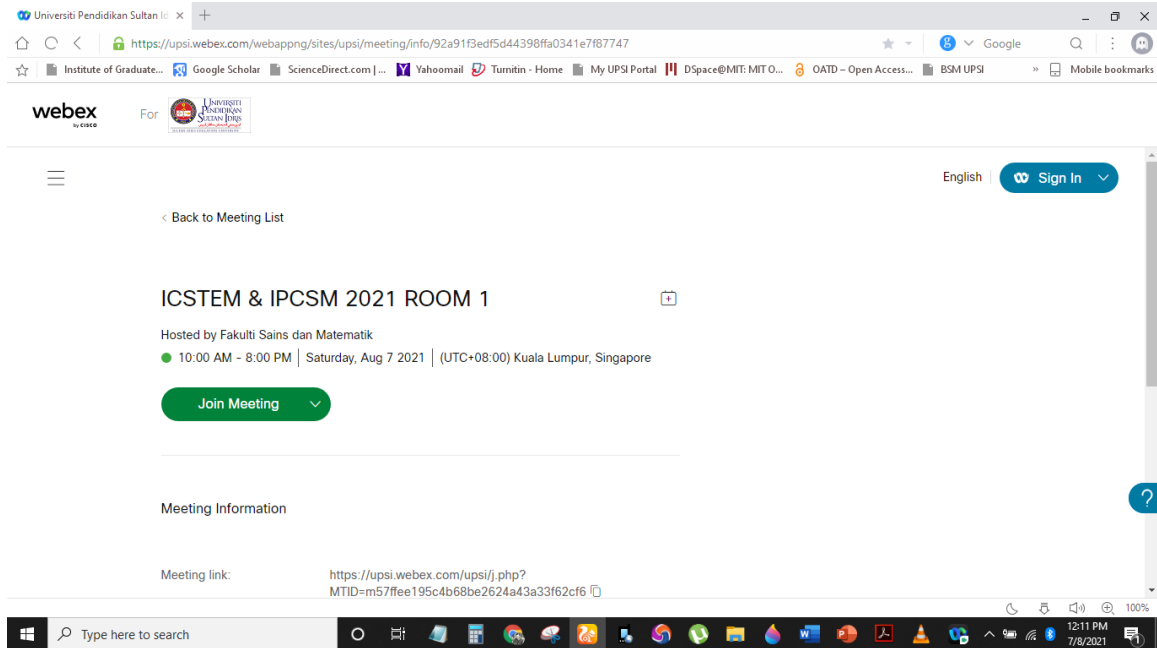 Universiti Pendidikan Sultan Id
https://upsi.webex.com/webappng/sites/upsi/meeting/info/92a91f3edf5d44398ffa0341e7f87747
Google
Institute of Graduate... Google Scholar ScienceDirect.com | ... Yahoomail Turnitin - Home My UPSI Portal DSpace@MIT: MIT O... OATD – Open Access... BSM UPSI » Mobile bookmarks
webex
by CISCO
For
UNIVERSITI
PENDIDIKAN
SULTAN IDRIS
English
Sign In
< Back to Meeting List
ICSTEM & IPCSM 2021 ROOM 1
Hosted by Fakulti Sains dan Matematik
10:00 AM - 8:00 PM | Saturday, Aug 7 2021 | (UTC+08:00) Kuala Lumpur, Singapore
Join Meeting
?
Meeting Information
Meeting link:
https://upsi.webex.com/upsi/j.php?
MTID=m57ffee195c4b68be2624a43a33f62cf6
100%
Type here to search
12:11 PM
7/8/2021